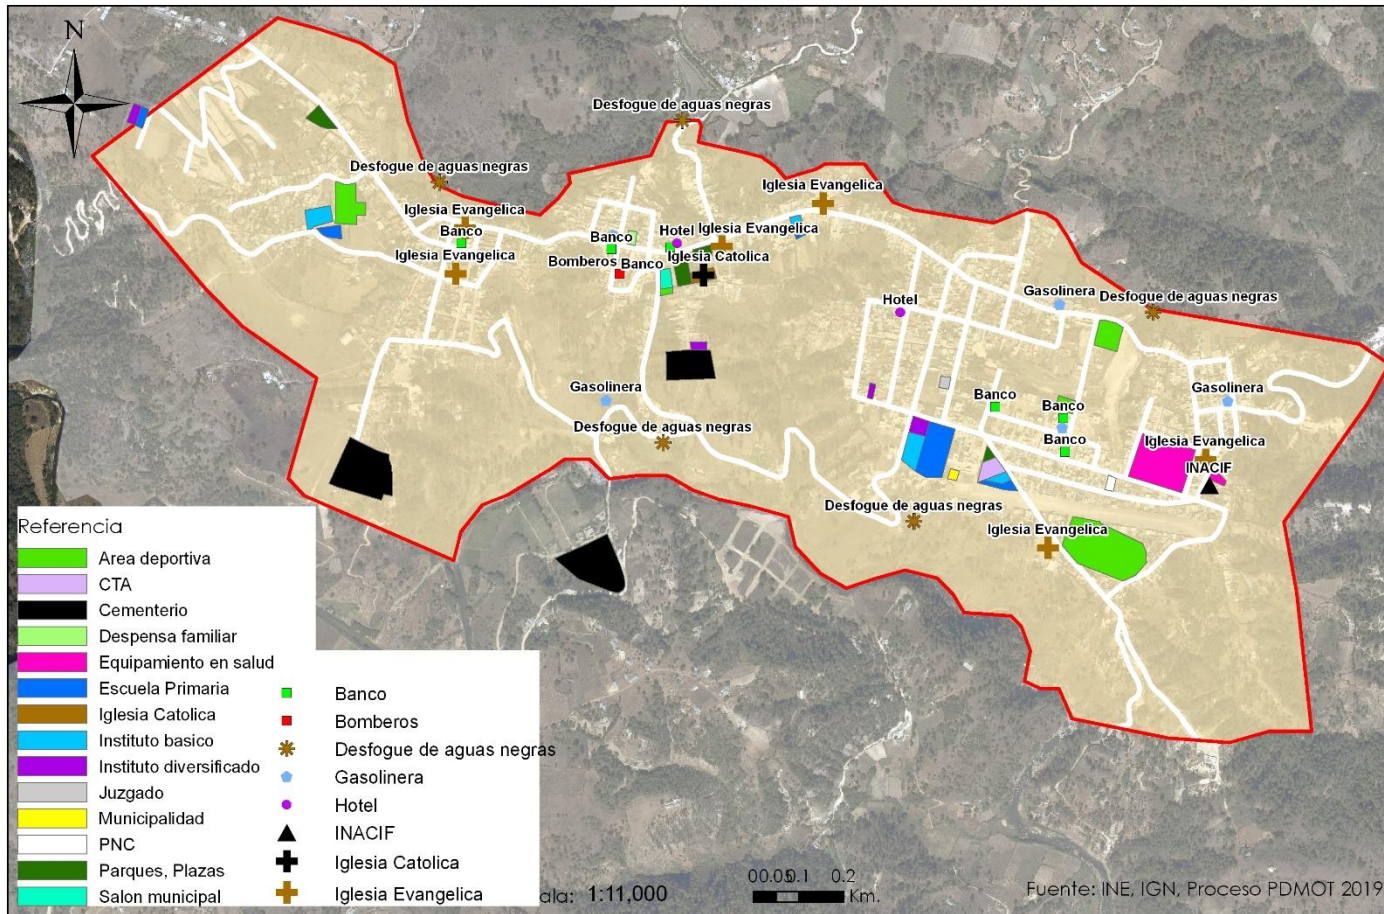 N
Desfogue de aguas negras
Desfogue de aguas negras
Iglesia Evangelica
Iglesia Evangelica
Iglesia Evangelica
Banco
Banco
Hotel
Iglesia Evangelica
Bomberos
Banco
Iglesia Catolica
Gasolinera
Desfogue de aguas negras
Hotel
Gasolinera
Gasolinera
Desfogue de aguas negras
Banco
Banco
Banco
Iglesia Evangelica
INACIF
Desfogue de aguas negras
Iglesia Evangelica
Referencia
Area deportiva
CTA
Cementerio
Despensa familiar
Equipamiento en salud
Escuela Primaria
Iglesia Catolica
Instituto basico
Instituto diversificado
Juzgado
Municipalidad
PNC
Parques, Plazas
Salon municipal
Banco
Bomberos
Desfogue de aguas negras
Gasolinera
Hotel
INACIF
Iglesia Catolica
Iglesia Evangelica
ala: 1:11,000
0 0.05 0.1 0.2
Km.
Fuente: INE, IGN, Proceso PDMOT 2019